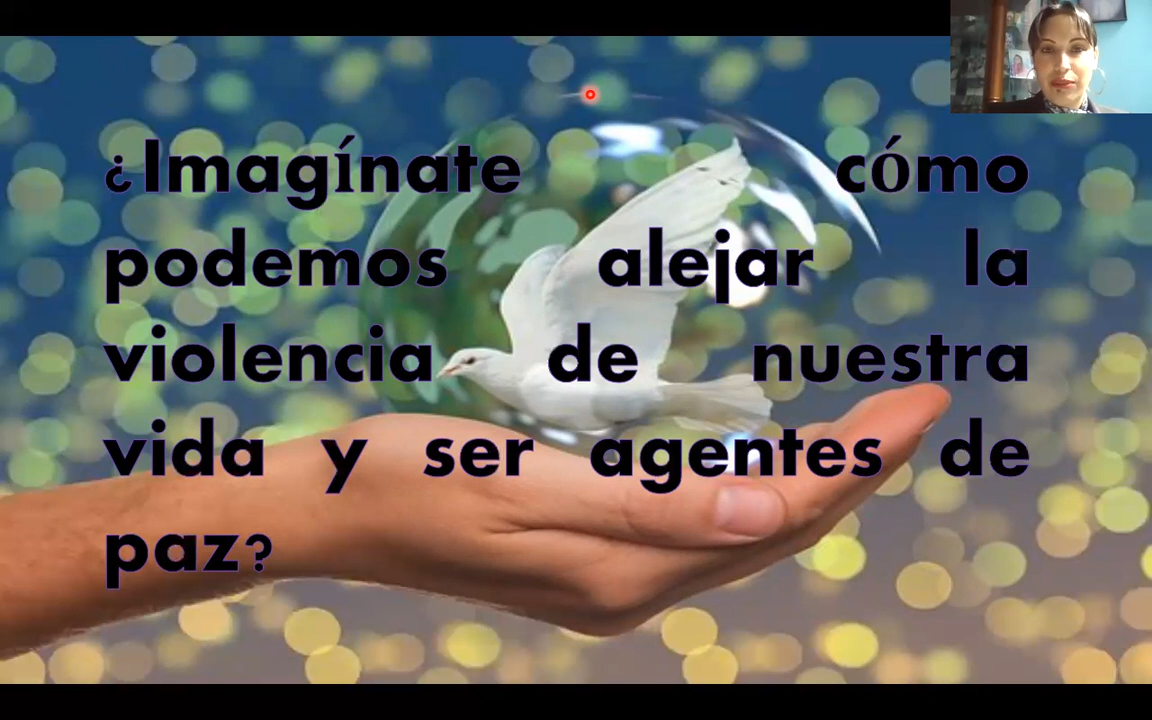 ¿Imagínate cómo
podemos alejar la
violencia de nuestra
vida y ser agentes de
paz?